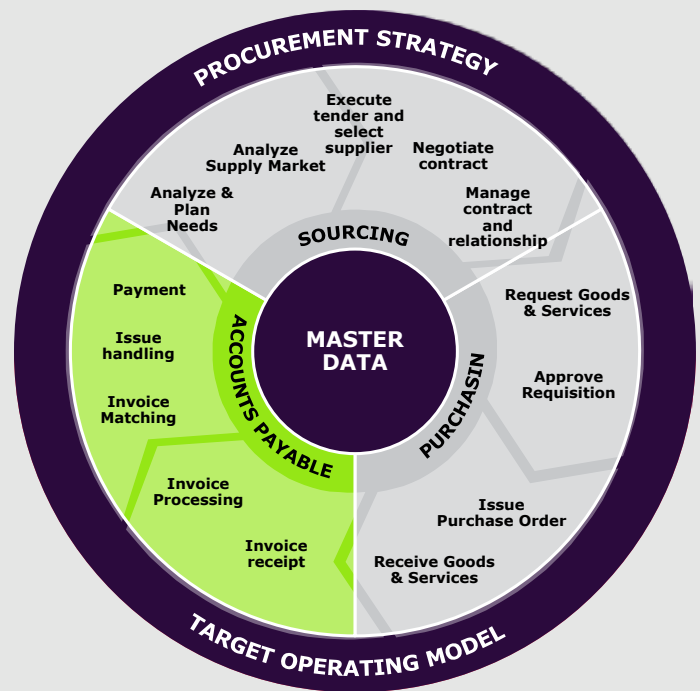 PROCUREMENT STRATEGY
Execute
tender and
select
supplier
Analyze
Supply Market
Negotiate
contract
Analyze &
Plan
Needs
Manage
contract
and
relationship
SOURCING
Payment
Issue
handling
Invoice
Matching
Invoice
Processing
Invoice
receipt
ACCOUNTS PAYABLE
MASTER
DATA
PURCHASIN
Request Goods
& Services
Approve
Requisition
Issue
Purchase Order
Receive Goods
& Services
TARGET OPERATING MODEL